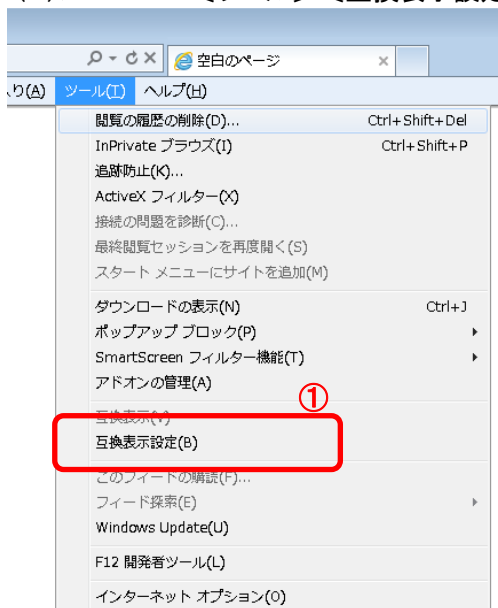 空白のページ
り(A) ツール(T) ヘルプ(H)
閲覧の履歴の削除(D)... Ctrl+Shift+Del
InPrivate ブラウズ(I) Ctrl+Shift+P
追跡防止(K)...
ActiveX フィルター(X)
接続の問題を診断(C)...
最終閲覧セッションを再度開く(S)
スタート メニューにサイトを追加(M)
ダウンロードの表示(N) Ctrl+J
ポップアップ ブロック(P)
SmartScreen フィルター機能(T)
アドオンの管理(A)
①
互換表示(V)
互換表示設定(B)
このフィードの購読(F)...
フィード探索(E)
Windows Update(U)
F12 開発者ツール(L)
インターネット オプション(O)